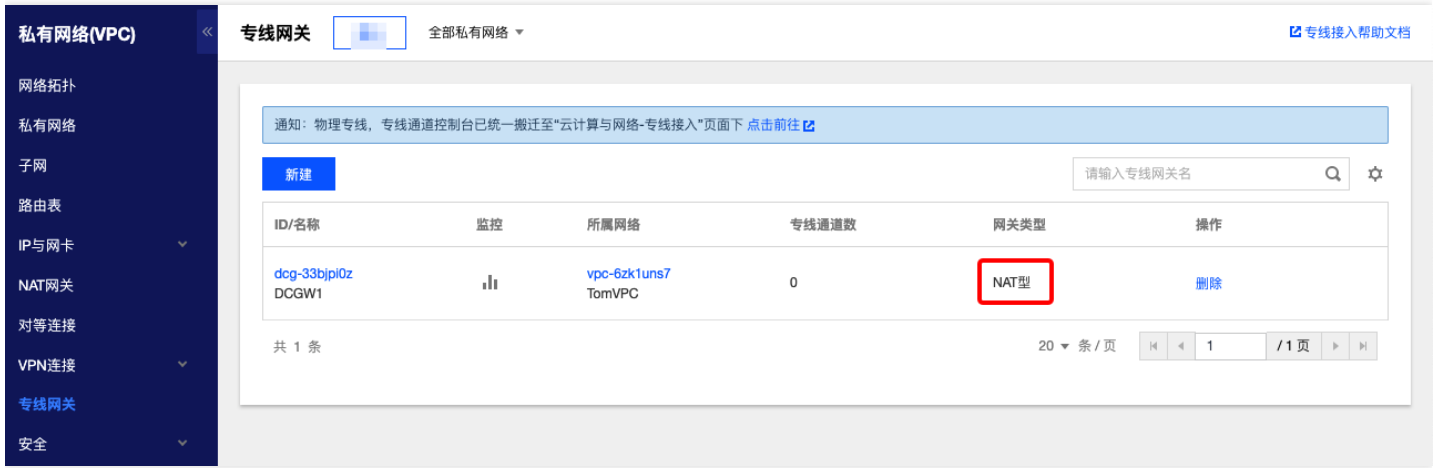 私有网络(VPC)
专线网关
全部私有网络
专线接入帮助文档
网络拓扑
私有网络
子网
路由表
IP与网卡
NAT网关
对等连接
VPN连接
专线网关
安全
通知：物理专线，专线通道控制台已统一搬迁至“云计算与网络-专线接入”页面下 点击前往
新建
请输入专线网关名
ID/名称 监控 所属网络 专线通道数 网关类型 操作
dcg-33bjpi0z vpc-6zk1uns7
DCGW1 TomVPC 0 NAT型 删除
共 1 条 20 条 / 页 1 / 1 页